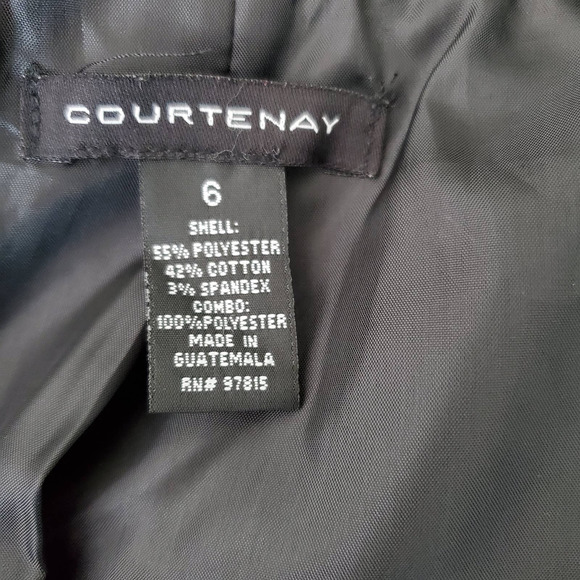 COURTENAY
6
SHELL:
55% POLYESTER
42% COTTON
3% SPANDEX
COMBO:
100%POLYESTER
MADE IN
GUATEMALA
RN# 97815